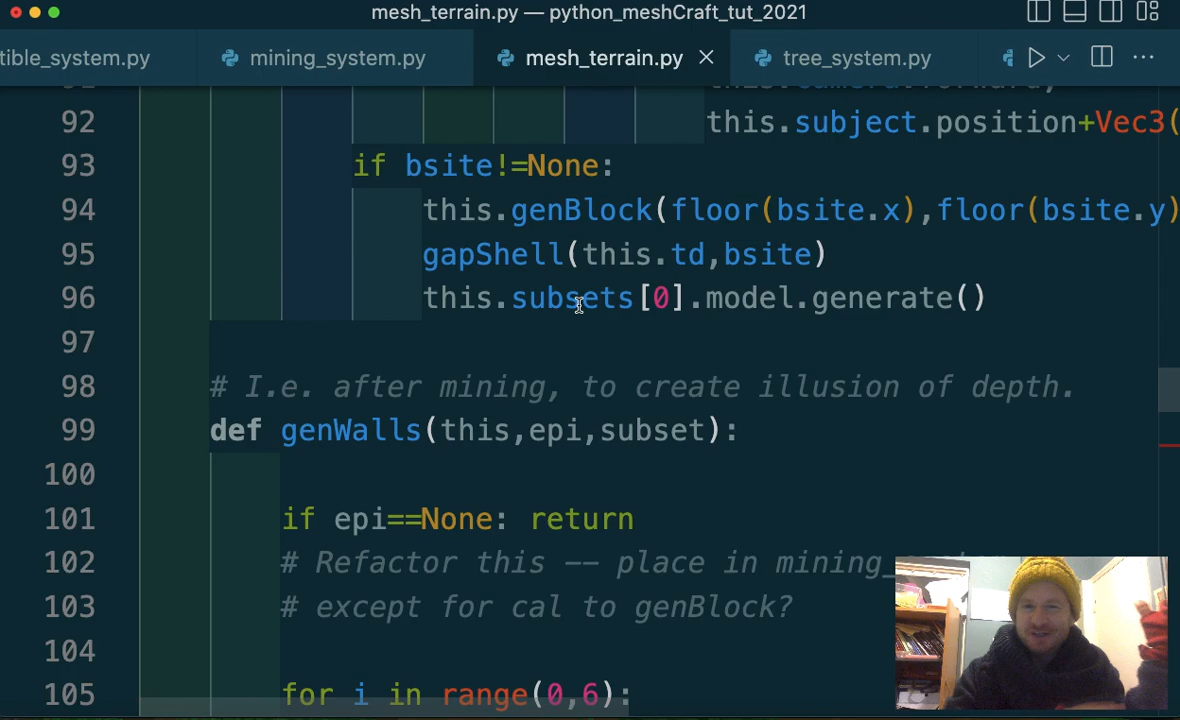 mesh_terrain.py — python_meshCraft_tut_2021
tible_system.py mining_system.py mesh_terrain.py tree_system.py
92 this.subject.position+Vec3(
93 if bsite!=None:
94 this.genBlock(floor(bsite.x),floor(bsite.y)
95 gapShell(this.td,bsite)
96 this.subsets[0].model.generate()
97
98 # I.e. after mining, to create illusion of depth.
99 def genWalls(this,epi,subset):
100
101 if epi==None: return
102 # Refactor this -- place in mining_
103 # except for cal to genBlock?
104
105 for i in range(0,6):